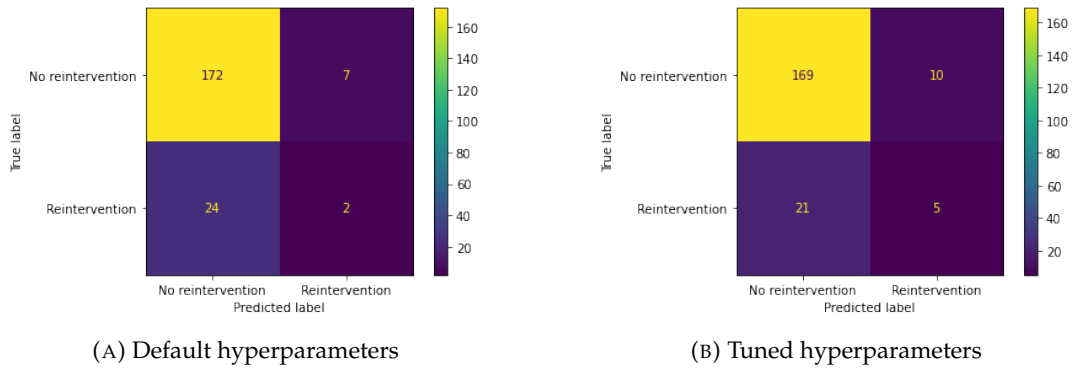 No reintervention
Reintervention
True label
172
7
24
2
No reintervention
Reintervention
Predicted label
160
140
120
100
80
60
40
20
(A) Default hyperparameters
No reintervention
Reintervention
True label
169
10
21
5
No reintervention
Reintervention
Predicted label
160
140
120
100
80
60
40
20
(B) Tuned hyperparameters